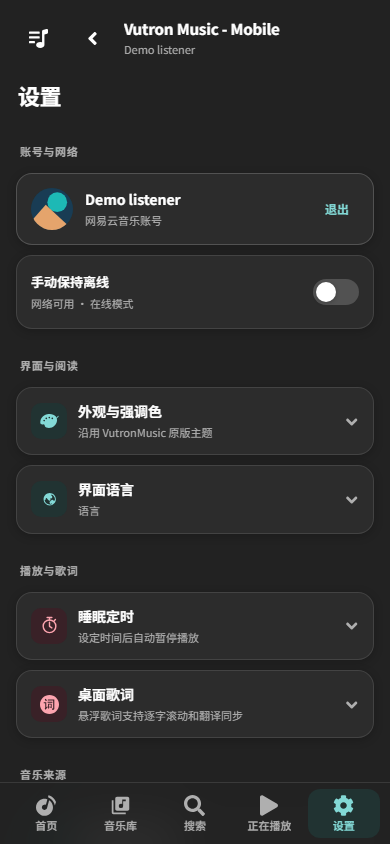 Vutron Music - Mobile
Demo listener
设置
账号与网络
Demo listener
网易云音乐账号
退出
手动保持离线
网络可用 · 在线模式
界面与阅读
外观与强调色
沿用 VutronMusic 原版主题
界面语言
语言
播放与歌词
睡眠定时
设定时间后自动暂停播放
词
桌面歌词
悬浮歌词支持逐字滚动和翻译同步
音乐来源
首页
音乐库
搜索
正在播放
设置